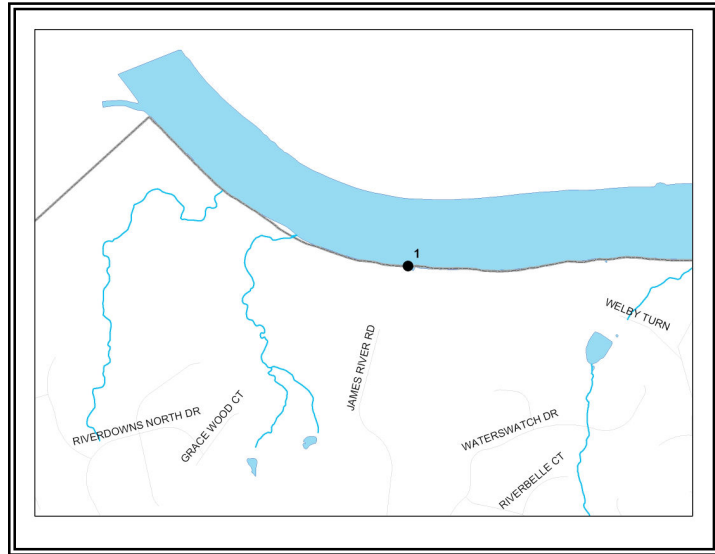 1
WELBY TURN
JAMES RIVER RD
RIVERDOWNS NORTH DR
GRACE WOOD CT
WATERSWATCH DR
RIVERBELLE CT